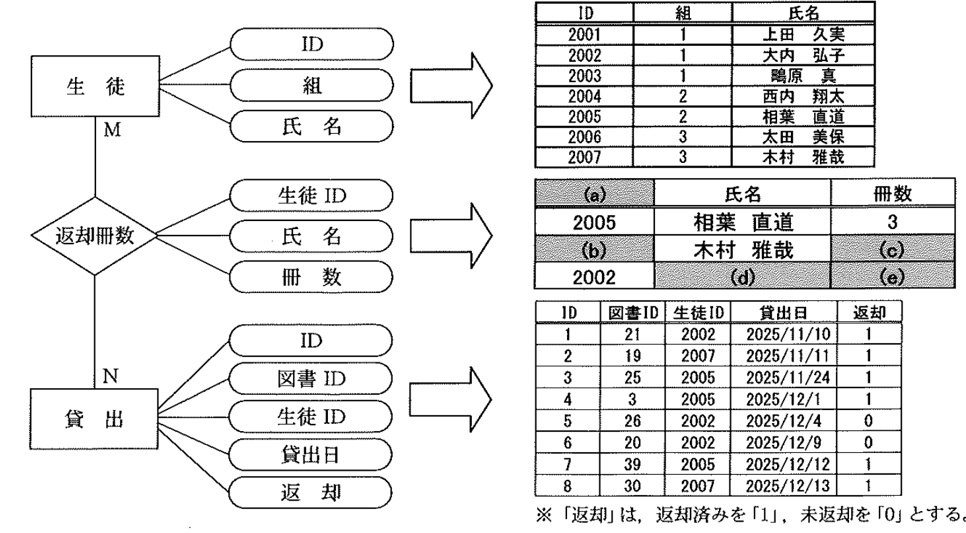 生 徒
ID
組
氏 名
M
返却冊数
生徒 ID
氏 名
冊 数
N
貸 出
ID
図書 ID
生徒 ID
貸出日
返 却
ID 組 氏名
2001 1 上田 久実
2002 1 大内 弘子
2003 1 鴫原 真
2004 2 西内 翔太
2005 2 相葉 直道
2006 3 太田 美保
2007 3 木村 雅哉
(a) 氏名 冊数
2005 相葉 直道 3
(b) 木村 雅哉 (c)
2002 (d) (e)
ID 図書ID 生徒ID 貸出日 返却
1 21 2002 2025/11/10 1
2 19 2007 2025/11/11 1
3 25 2005 2025/11/24 1
4 3 2005 2025/12/1 1
5 26 2002 2025/12/4 0
6 20 2002 2025/12/9 0
7 39 2005 2025/12/12 1
8 30 2007 2025/12/13 1
※「返却」は，返却済みを「1」，未返却を「0」とする。